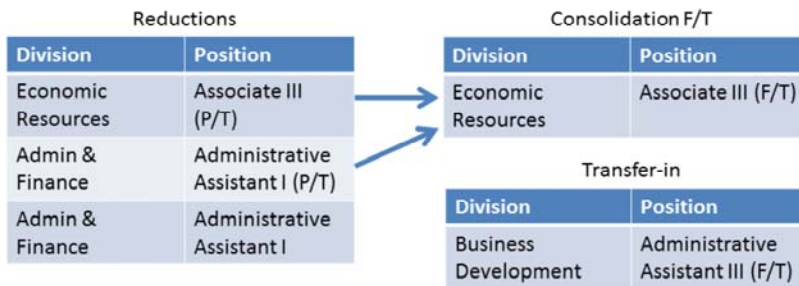 Reductions
Division Position
Economic Associate III
Resources (P/T)
Admin & Administrative
Finance Assistant I (P/T)
Admin & Administrative
Finance Assistant I
Consolidation F/T
Division Position
Economic Associate III (F/T)
Resources
Transfer-in
Division Position
Business Administrative
Development Assistant III (F/T)